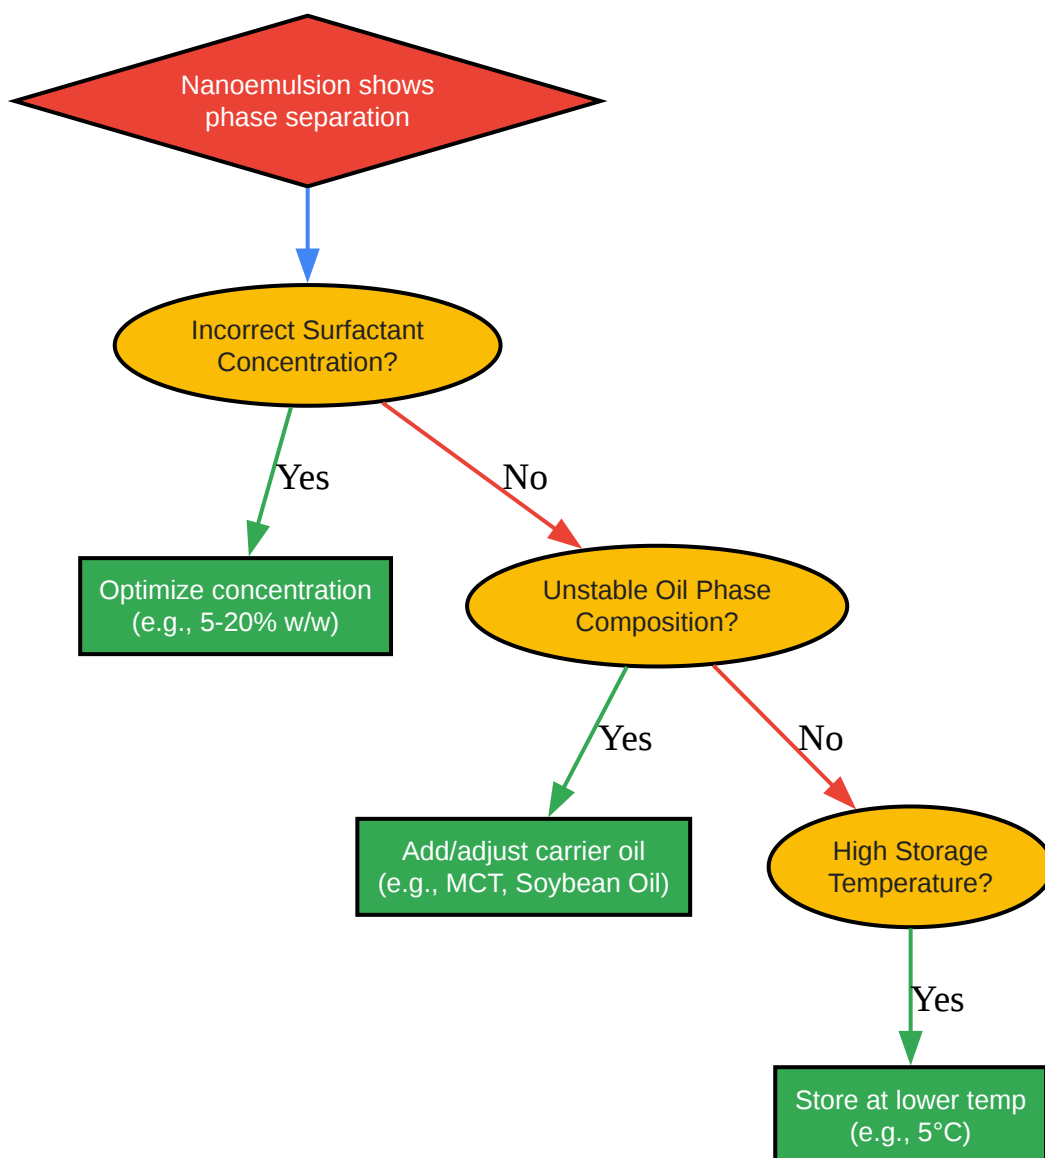 Nanoemulsion shows
phase separation
Incorrect Surfactant
Concentration?
Yes
No
Optimize concentration
(e.g., 5-20% w/w)
Unstable Oil Phase
Composition?
Yes
No
Add/adjust carrier oil
(e.g., MCT, Soybean Oil)
High Storage
Temperature?
Yes
Store at lower temp
(e.g., 5°C)